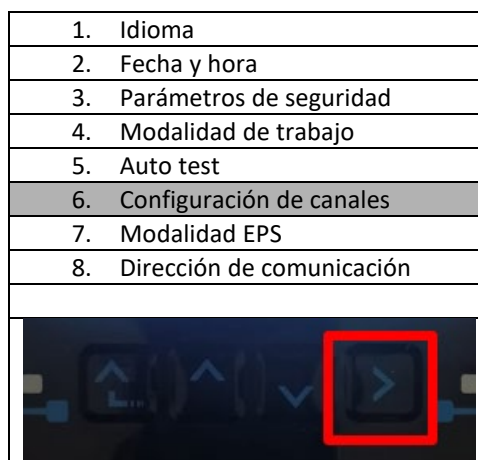 1. Idioma
2. Fecha y hora
3. Parámetros de seguridad
4. Modalidad de trabajo
5. Auto test
6. Configuración de canales
7. Modalidad EPS
8. Dirección de comunicación